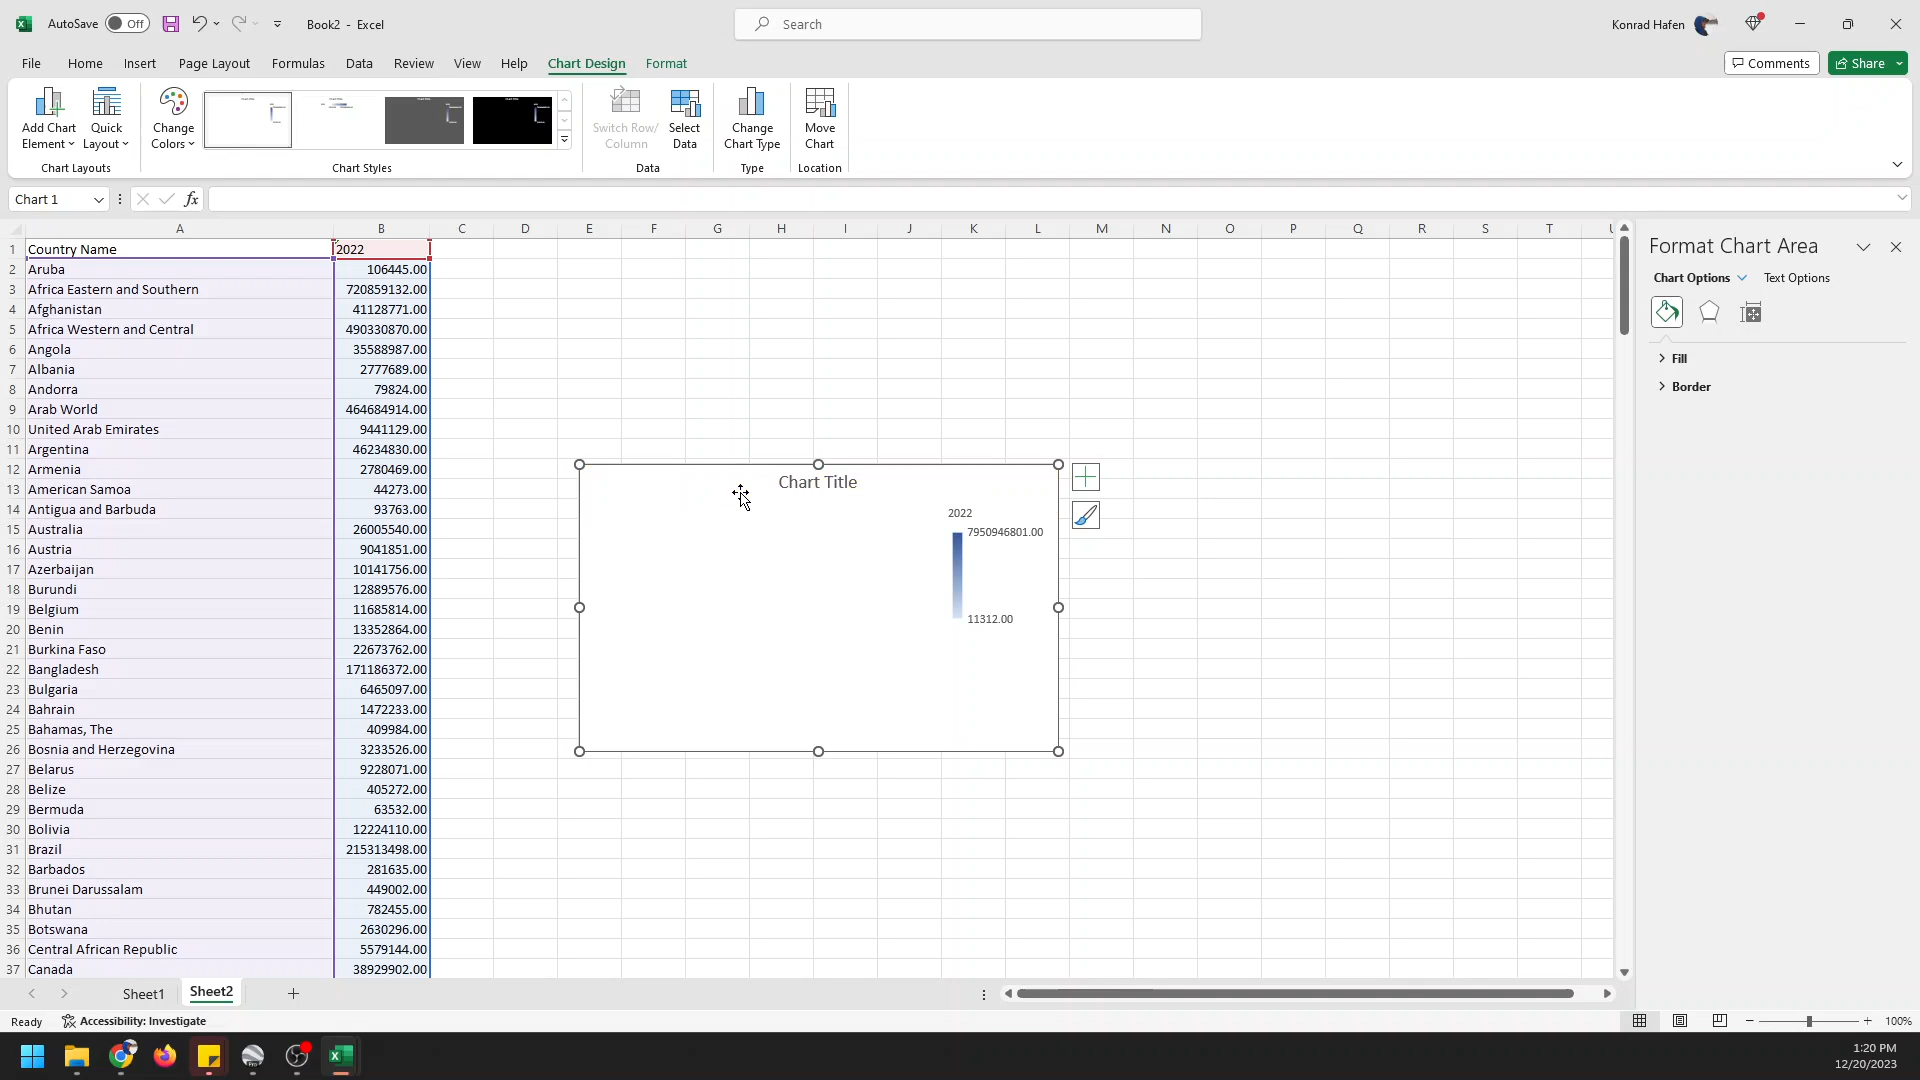 AutoSave Off Book2 - Excel Search Konrad Hafen
File Home Insert Page Layout Formulas Data Review View Help Chart Design Format Comments Share
Add Chart Element Quick Layout Change Colors Switch Row/ Column Select Data Change Chart Type Move Chart
Chart Layouts Chart Styles Data Type Location
Chart 1 fx
A B C D E F G H I J K L M N O P Q R S T
1 Country Name 2022
2 Aruba 106445.00
3 Africa Eastern and Southern 720859132.00
4 Afghanistan 41128771.00
5 Africa Western and Central 490330870.00
6 Angola 35588987.00
7 Albania 2777689.00
8 Andorra 79824.00
9 Arab World 464684914.00
10 United Arab Emirates 9441129.00
11 Argentina 46234830.00
12 Armenia 2780469.00
13 American Samoa 44273.00
14 Antigua and Barbuda 93763.00
15 Australia 26005540.00
16 Austria 9041851.00
17 Azerbaijan 10141756.00
18 Burundi 12889576.00
19 Belgium 11685814.00
20 Benin 13352864.00
21 Burkina Faso 22673762.00
22 Bangladesh 171186372.00
23 Bulgaria 6465097.00
24 Bahrain 1472233.00
25 Bahamas, The 409984.00
26 Bosnia and Herzegovina 3233526.00
27 Belarus 9228071.00
28 Belize 405272.00
29 Bermuda 63532.00
30 Bolivia 12224110.00
31 Brazil 215313498.00
32 Barbados 281635.00
33 Brunei Darussalam 449002.00
34 Bhutan 782455.00
35 Botswana 2630296.00
36 Central African Republic 5579144.00
37 Canada 38929902.00
Chart Title
2022
7950946801.00
11312.00
Format Chart Area
Chart Options Text Options
Fill
Border
Sheet1 Sheet2
Ready Accessibility: Investigate 100%
1:20 PM
12/20/2023